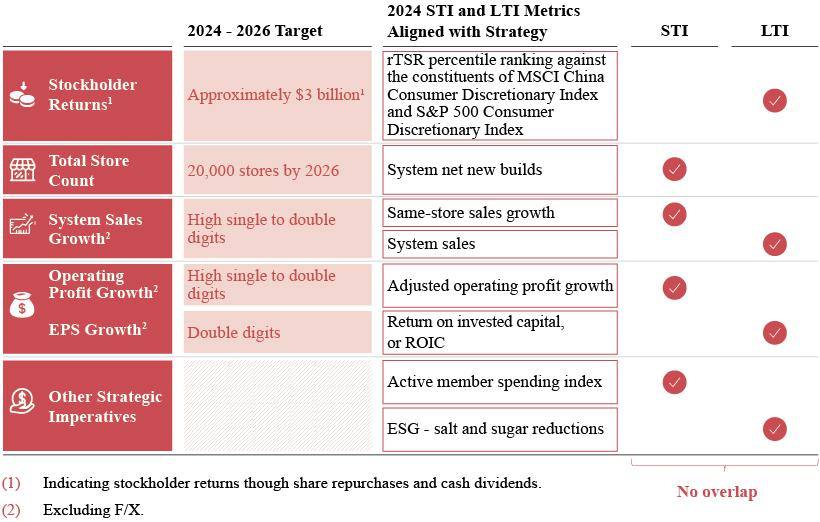 2024 - 2026 Target
2024 STI and LTI Metrics
Aligned with Strategy
STI
LTI
Stockholder
Returns¹
Approximately $3 billion¹
rTSR percentile ranking against
the constituents of MSCI China
Consumer Discretionary Index
and S&P 500 Consumer
Discretionary Index
Total Store
Count
20,000 stores by 2026
System net new builds
System Sales
Growth²
High single to double
digits
Same-store sales growth
System sales
Operating
Profit Growth²
High single to double
digits
Adjusted operating profit growth
EPS Growth²
Double digits
Return on invested capital,
or ROIC
Other Strategic
Imperatives
Active member spending index
ESG - salt and sugar reductions
No overlap
(1) Indicating stockholder returns though share repurchases and cash dividends.
(2) Excluding F/X.